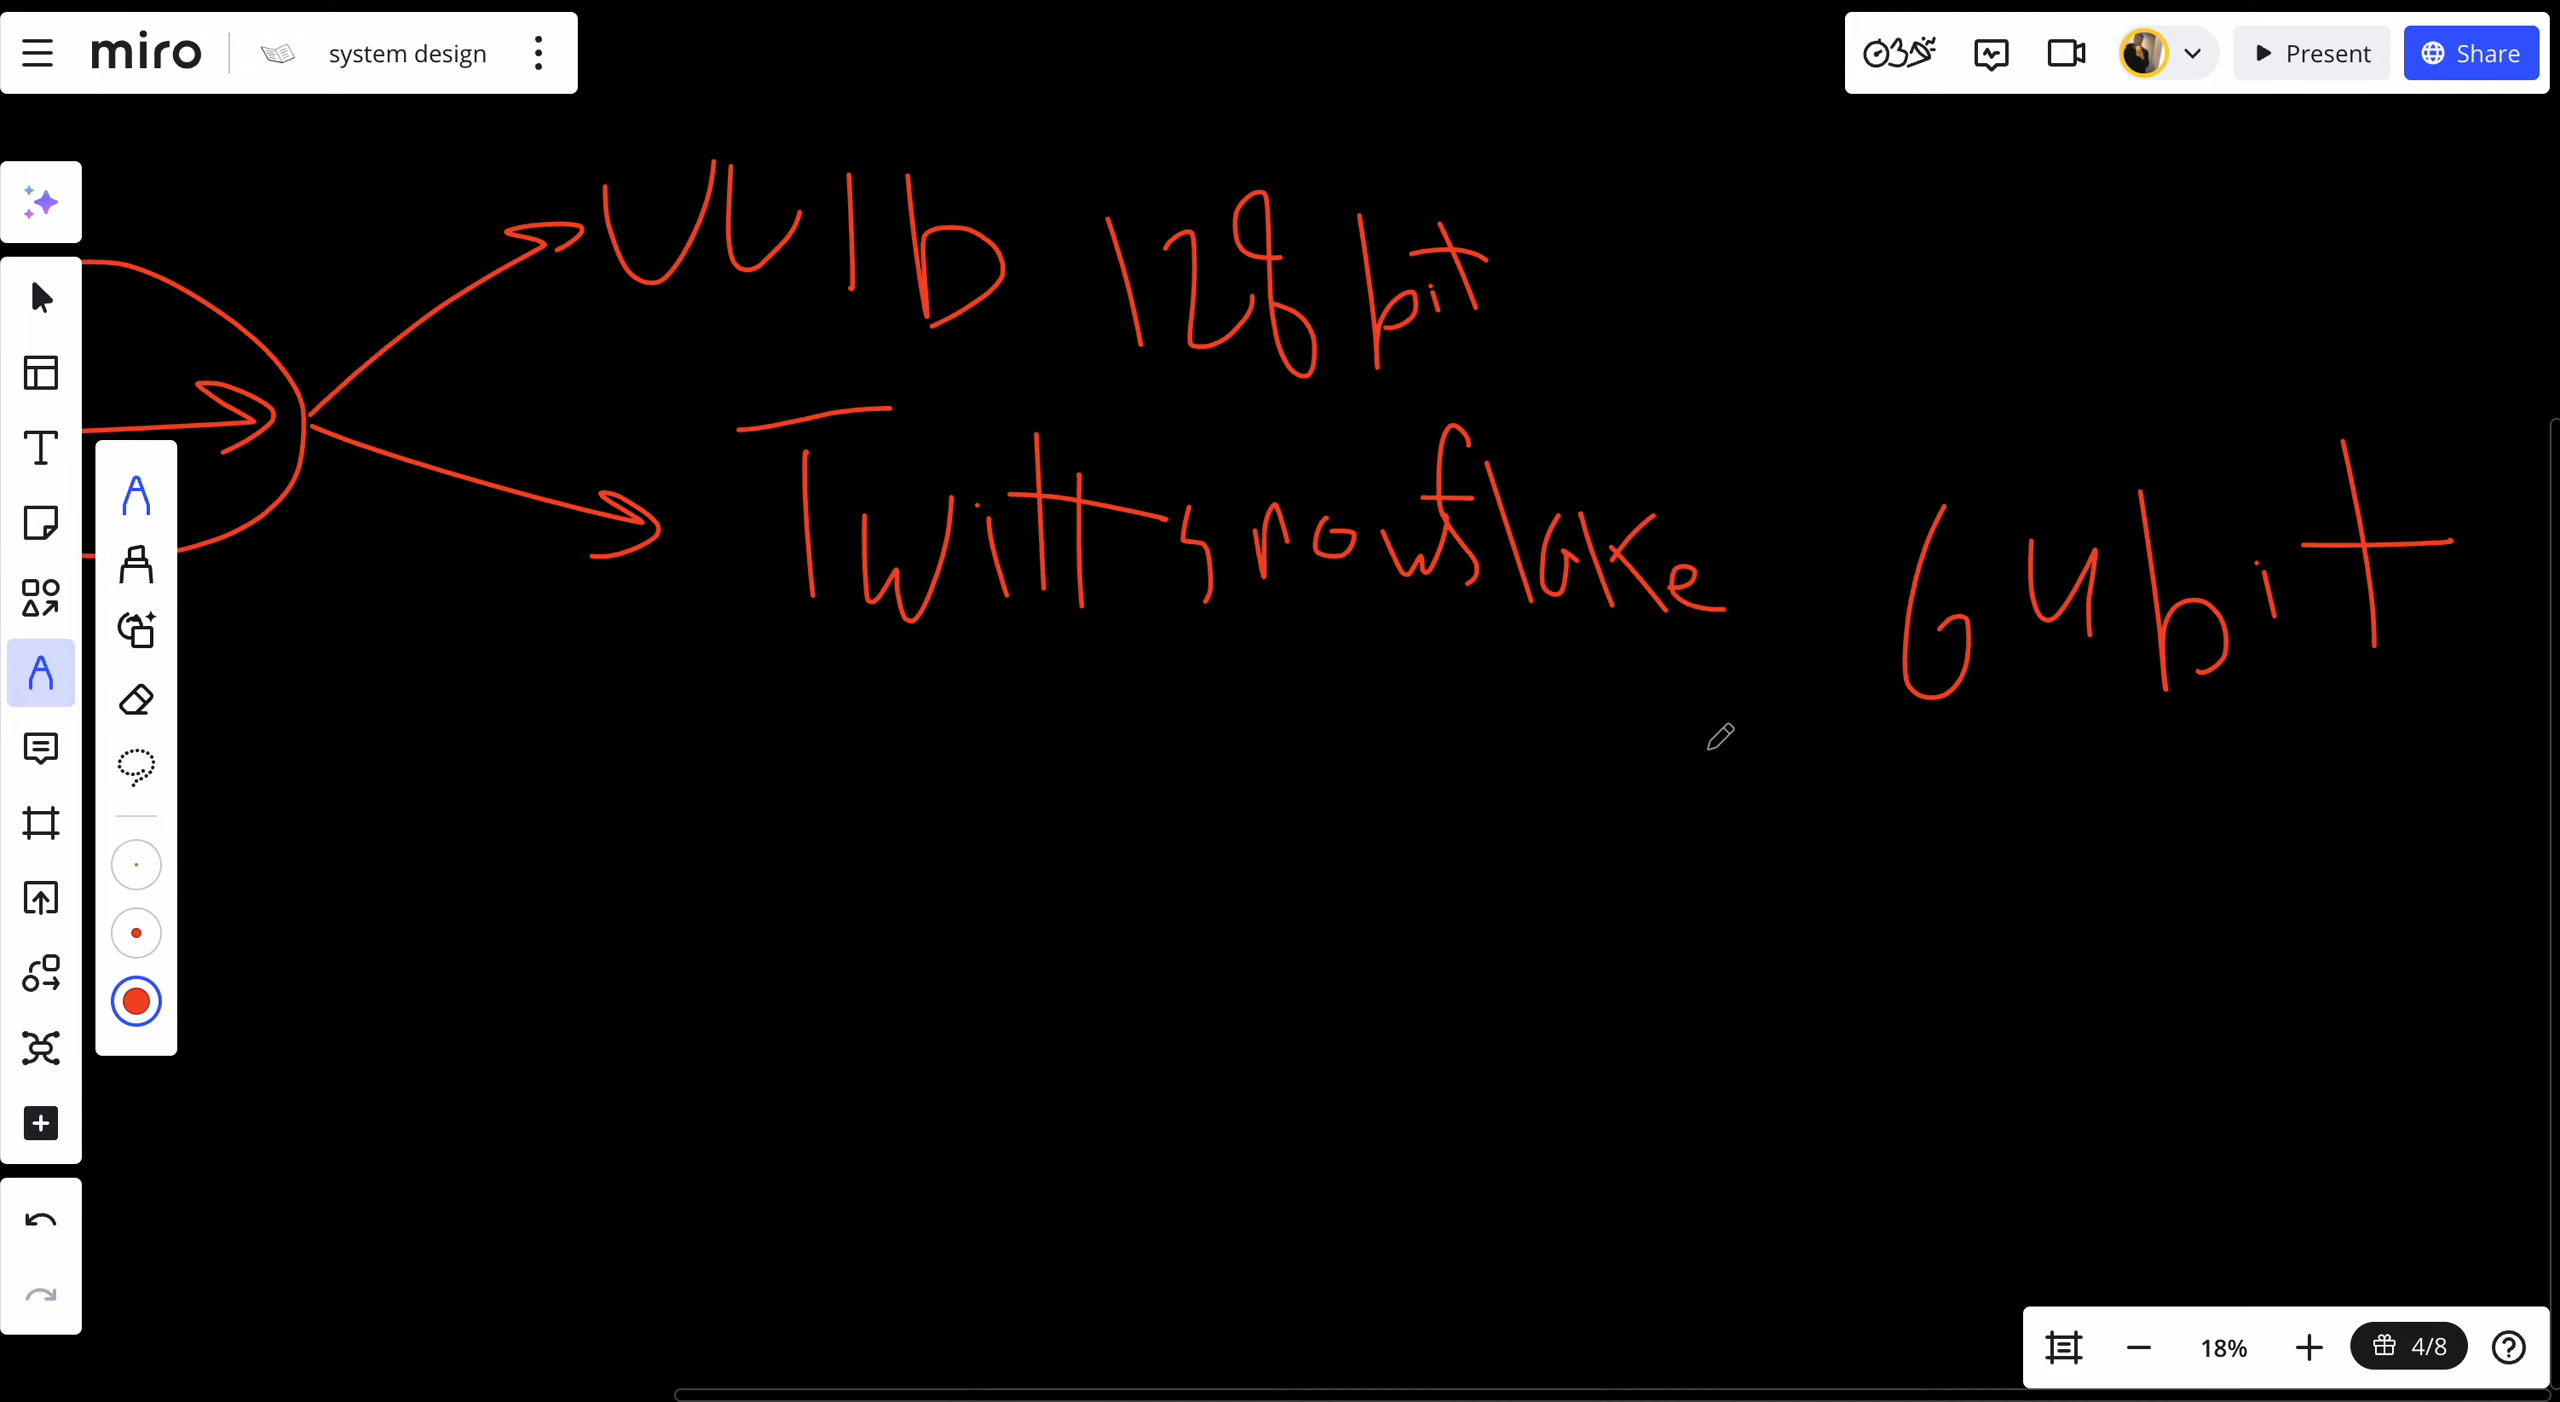 miro
system design
Present
Share
UUID 128 bit
Twitt snowflake
64 bit
18%
4/8